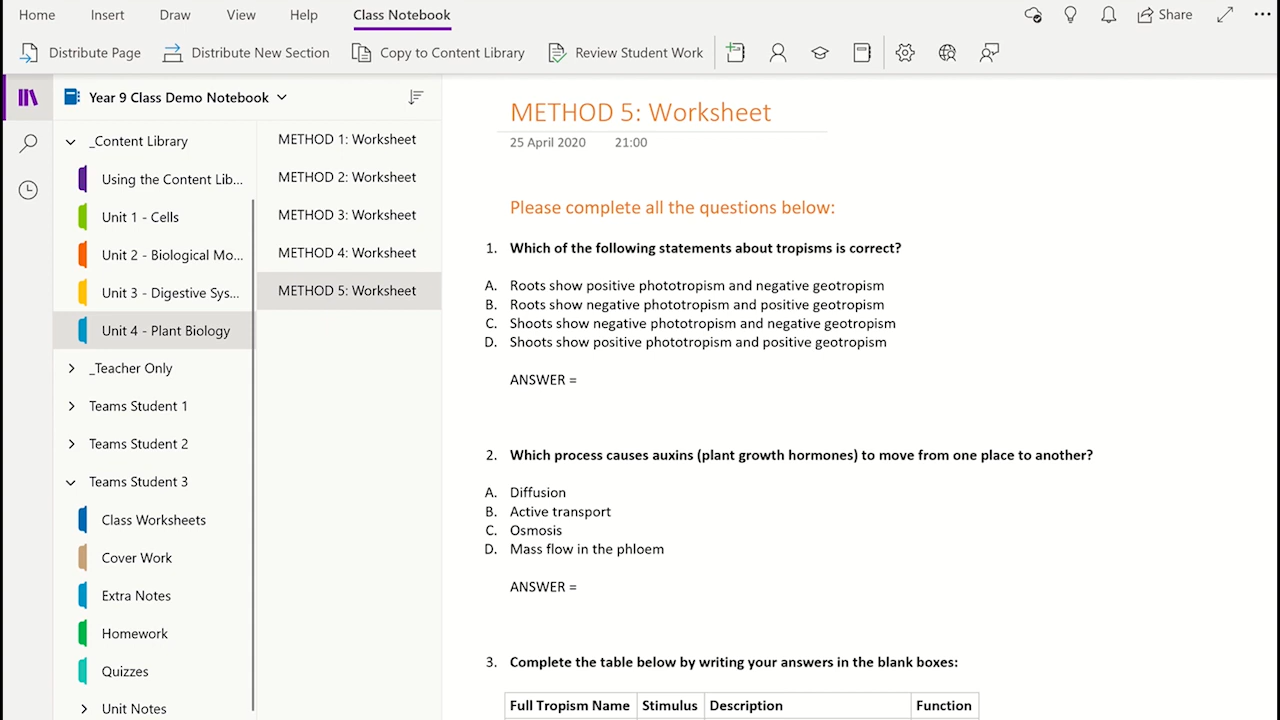 Home Insert Draw View Help Class Notebook Share
Distribute Page Distribute New Section Copy to Content Library Review Student Work
Year 9 Class Demo Notebook
_Content Library
Using the Content Lib...
Unit 1 - Cells
Unit 2 - Biological Mo...
Unit 3 - Digestive Sys...
Unit 4 - Plant Biology
_Teacher Only
Teams Student 1
Teams Student 2
Teams Student 3
Class Worksheets
Cover Work
Extra Notes
Homework
Quizzes
Unit Notes
METHOD 1: Worksheet
METHOD 2: Worksheet
METHOD 3: Worksheet
METHOD 4: Worksheet
METHOD 5: Worksheet
METHOD 5: Worksheet
25 April 2020 21:00
Please complete all the questions below:
1. Which of the following statements about tropisms is correct?
A. Roots show positive phototropism and negative geotropism
B. Roots show negative phototropism and positive geotropism
C. Shoots show negative phototropism and negative geotropism
D. Shoots show positive phototropism and positive geotropism
ANSWER =
2. Which process causes auxins (plant growth hormones) to move from one place to another?
A. Diffusion
B. Active transport
C. Osmosis
D. Mass flow in the phloem
ANSWER =
3. Complete the table below by writing your answers in the blank boxes:
Full Tropism Name Stimulus Description Function